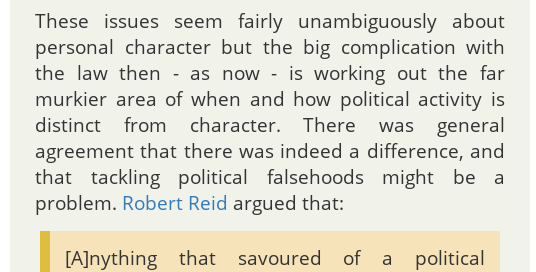 These issues seem fairly unambiguously about
personal character but the big complication with
the law then - as now - is working out the far
murkier area of when and how political activity is
distinct from character. There was general
agreement that there was indeed a difference, and
that tackling political falsehoods might be a
problem. Robert Reid argued that:
[A]nything that savoured of a political